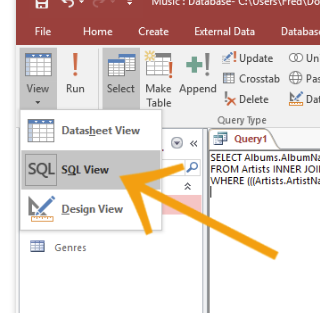 Music : Database- C:\Users\Fred\Do
File Home Create External Data Databas
View Run Select Make Table Append
Update Un
Crosstab Pa
Delete Dat
Query Type
Datasheet View
SQL SQL View
Design View
Genres
Query1
SELECT Albums.AlbumNa
FROM Artists INNER JOI
WHERE (((Artists.ArtistNa